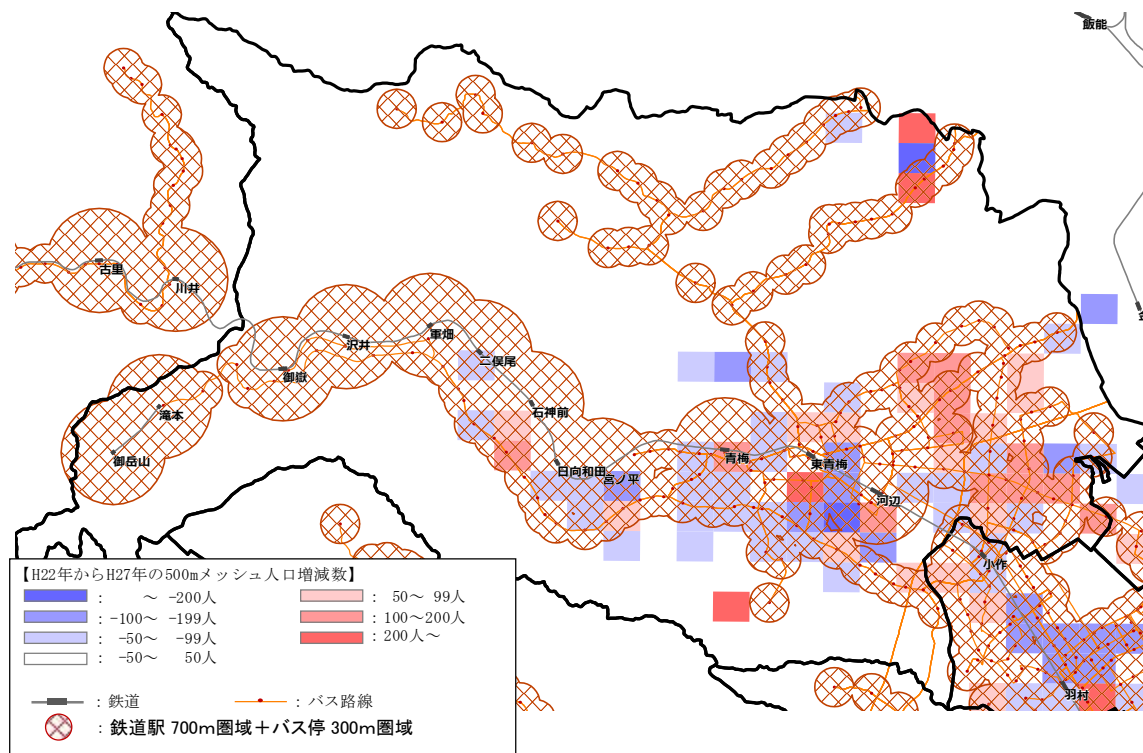 飯能
古里
川井
軍畑
沢井
二俣尾
御嶽
滝本
石神前
御岳山
日向和田
宮ノ平
青梅
東青梅
河辺
小作
羽村
【H22年からH27年の500mメッシュ人口増減数】
： ～ -200人
： 50～ 99人
： -100～ -199人
： 100～200人
： -50～ -99人
： 200人～
： -50～ 50人
： 鉄道
： バス路線
： 鉄道駅 700m圏域＋バス停 300m圏域